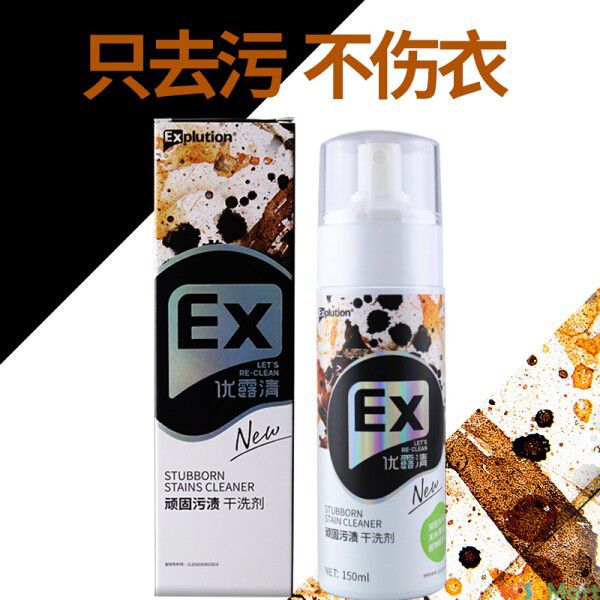 只去污 不伤衣
Explution®
Ex
LET'S
RE-CLEAN
优露清
New
STUBBORN
STAINS CLEANER
顽固污渍 干洗剂
Explution®
Ex
LET'S
RE-CLEAN
优露清
New
STUBBORN
STAIN CLEANER
顽固污渍 干洗剂
NET: 150ml